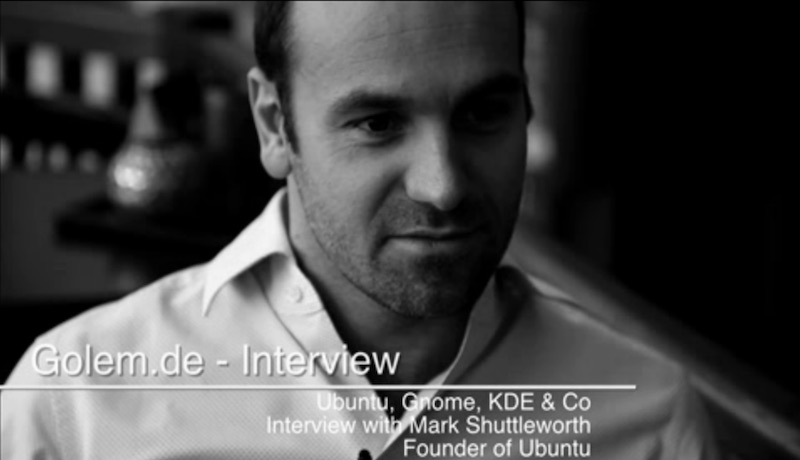 Golem.de - Interview
Ubuntu, Gnome, KDE & Co
Interview with Mark Shuttleworth
Founder of Ubuntu